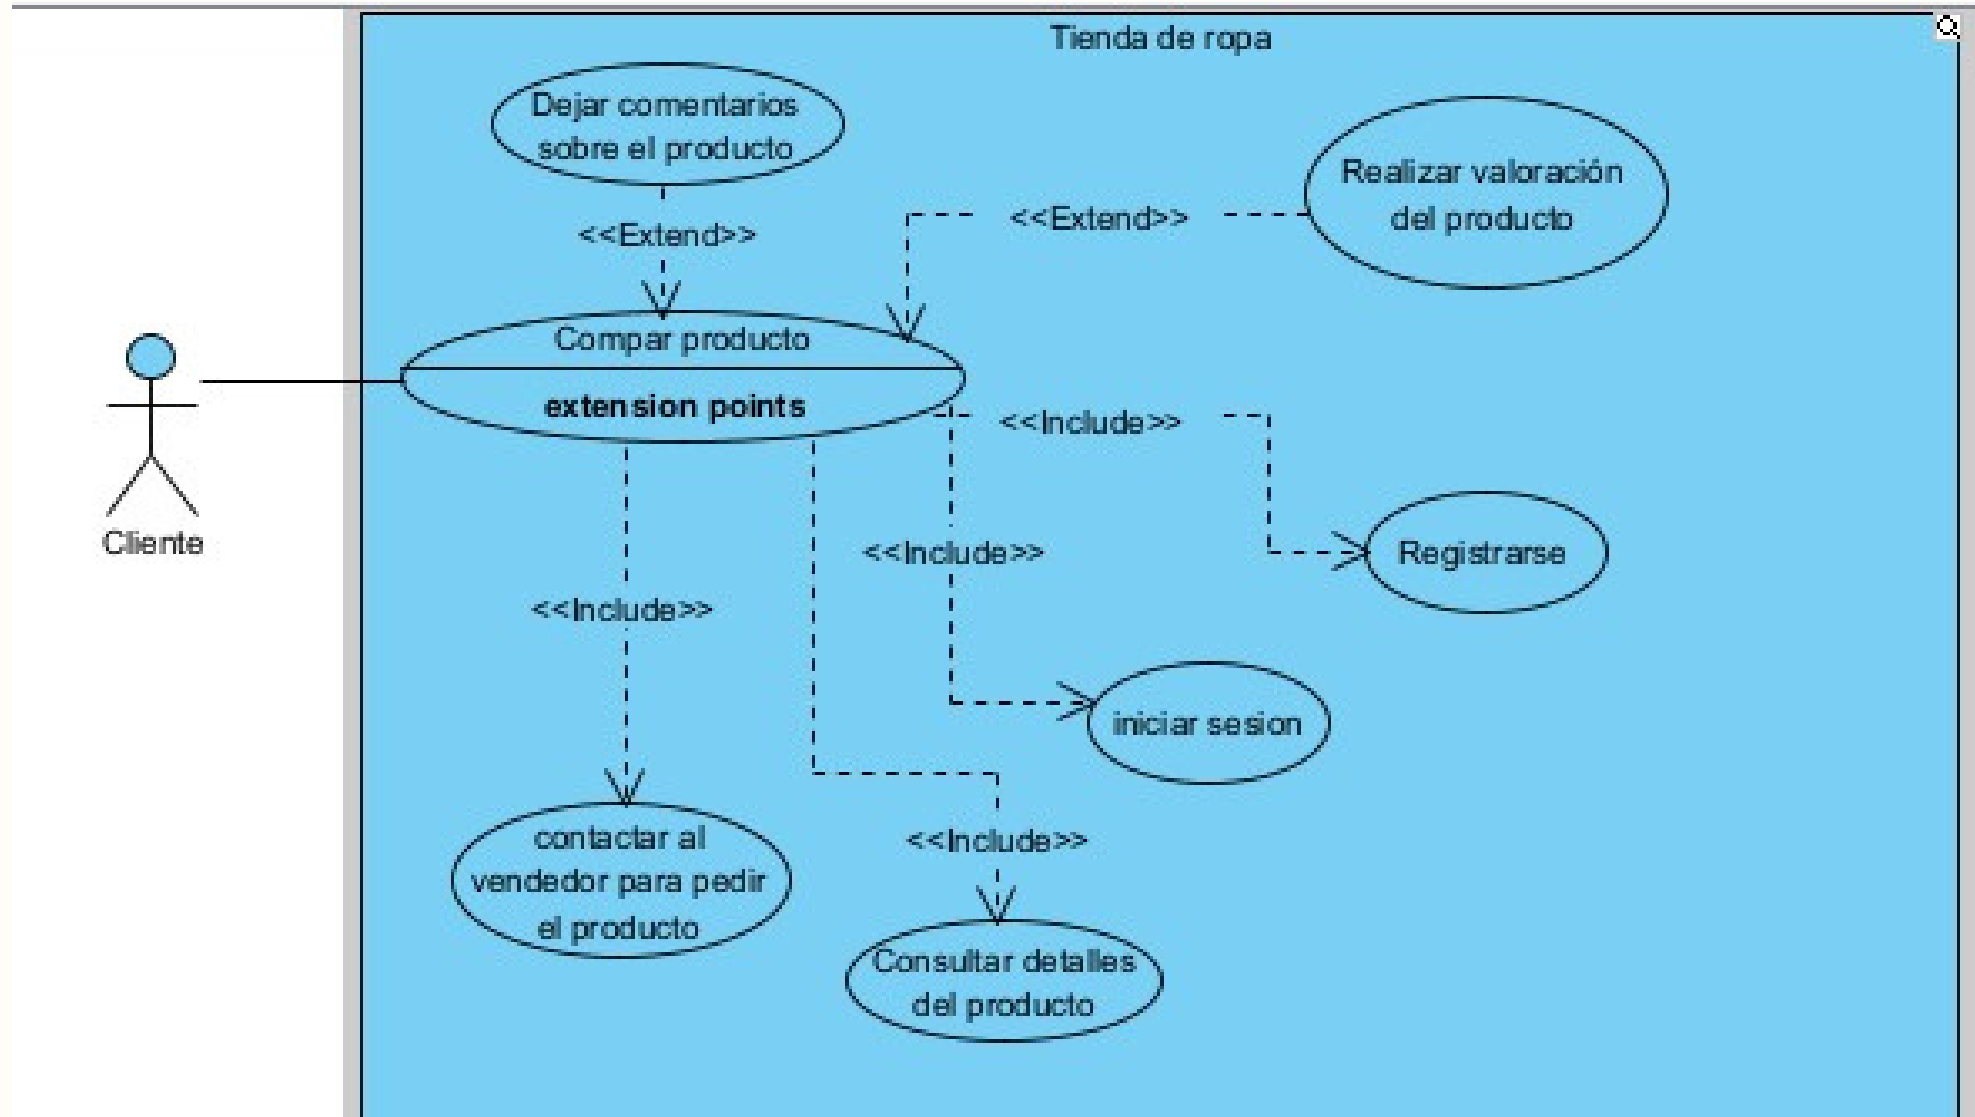 Tienda de ropa
Dejar comentarios
sobre el producto
Realizar valoración
del producto
<<Extend>>
<<Extend>>
Compar producto
extension points
<<Include>>
<<Include>>
Registrarse
Cliente
<<Include>>
iniciar sesion
contactar al
vendedor para pedir
el producto
<<Include>>
Consultar detalles
del producto